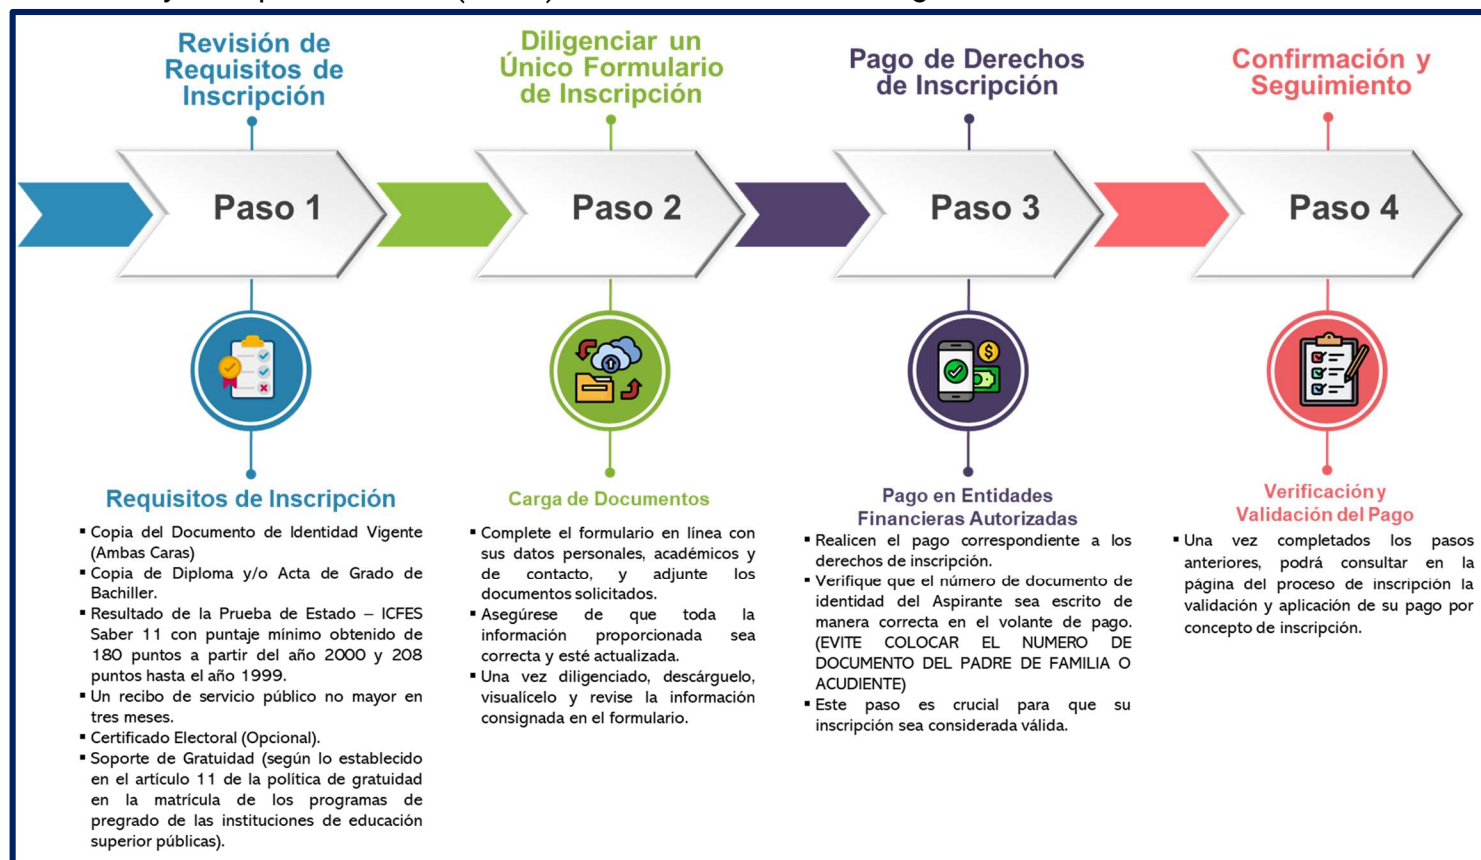 Revisión de
Requisitos de
Inscripción
Diligenciar un
Único Formulario
de Inscripción
Pago de Derechos
de Inscripción
Confirmación y
Seguimiento
Paso 1
Paso 2
Paso 3
Paso 4
Requisitos de Inscripción
▪ Copia del Documento de Identidad Vigente
(Ambas Caras)
▪ Copia de Diploma y/o Acta de Grado de
Bachiller.
▪ Resultado de la Prueba de Estado – ICFES
Saber 11 con puntaje mínimo obtenido de
180 puntos a partir del año 2000 y 208
puntos hasta el año 1999.
▪ Un recibo de servicio público no mayor en
tres meses.
▪ Certificado Electoral (Opcional).
▪ Soporte de Gratuidad (según lo establecido
en el artículo 11 de la política de gratuidad
en la matrícula de los programas de
pregrado de las instituciones de educación
superior públicas).
Carga de Documentos
▪ Complete el formulario en línea con
sus datos personales, académicos y
de contacto, y adjunte los
documentos solicitados.
▪ Asegúrese de que toda la
información proporcionada sea
correcta y esté actualizada.
▪ Una vez diligenciado, descárguelo,
visualícelo y revise la información
consignada en el formulario.
Pago en Entidades
Financieras Autorizadas
▪ Realicen el pago correspondiente a los
derechos de inscripción.
▪ Verifique que el número de documento de
identidad del Aspirante sea escrito de
manera correcta en el volante de pago.
(EVITE COLOCAR EL NUMERO DE
DOCUMENTO DEL PADRE DE FAMILIA O
ACUDIENTE)
▪ Este paso es crucial para que su
inscripción sea considerada válida.
Verificación y
Validación del Pago
▪ Una vez completados los pasos
anteriores, podrá consultar en la
página del proceso de inscripción la
validación y aplicación de su pago por
concepto de inscripción.